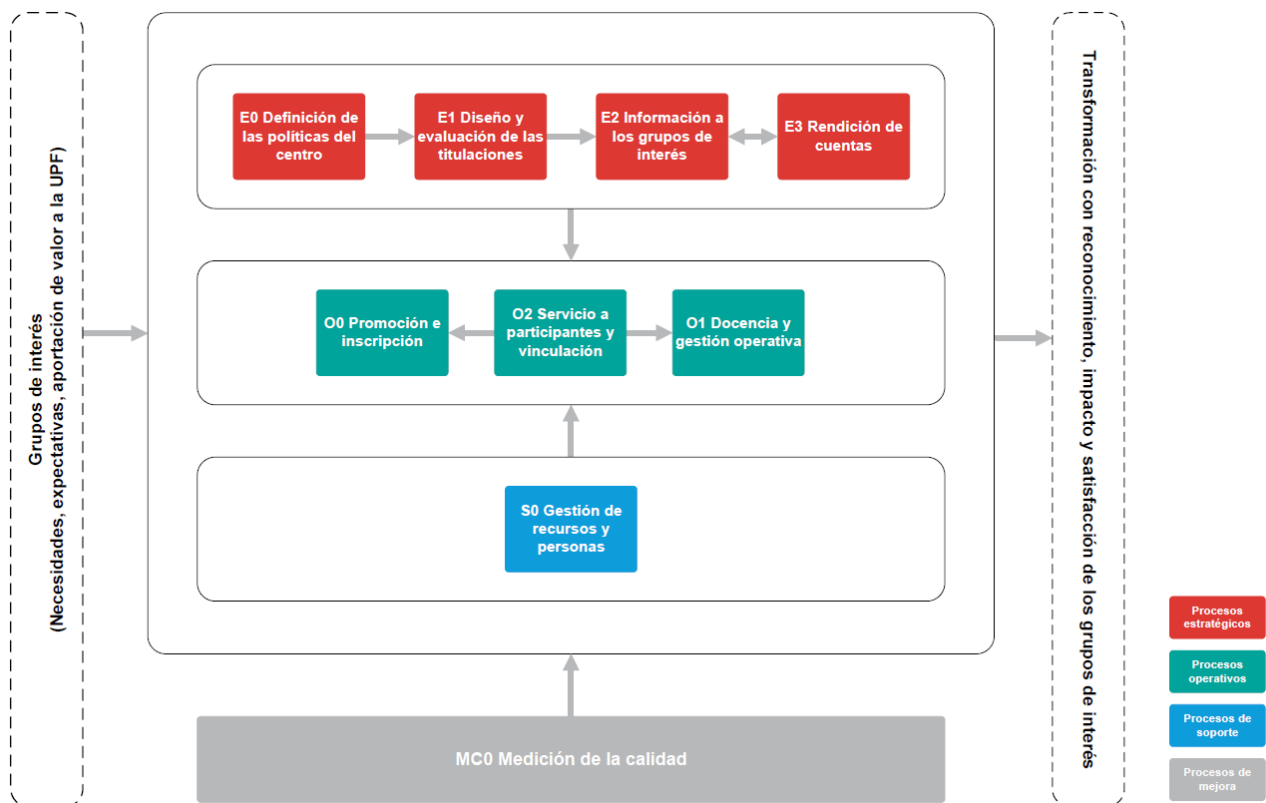 Grupos de interés
(Necesidades, expectativas, aportación de valor a la UPF)
E0 Definición de
las políticas del
centro
E1 Diseño y
evaluación de las
titulaciones
E2 Información a
los grupos de
interés
E3 Rendición de
cuentas
O0 Promoción e
inscripción
O2 Servicio a
participantes y
vinculación
O1 Docencia y
gestión operativa
S0 Gestión de
recursos y
personas
MC0 Medición de la calidad
Transformación con reconocimiento, impacto y satisfacción de los grupos de interés
Procesos
estratégicos
Procesos
operativos
Procesos de
soporte
Procesos de
mejora